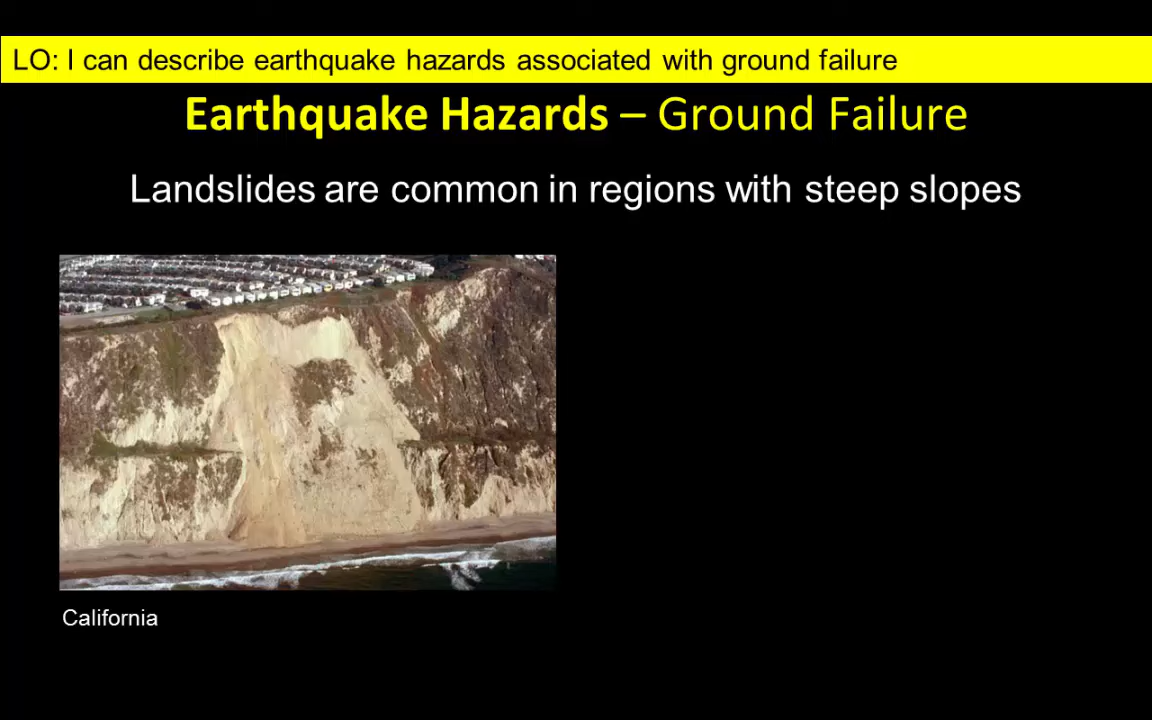 LO: I can describe earthquake hazards associated with ground failure
Earthquake Hazards – Ground Failure
Landslides are common in regions with steep slopes
California